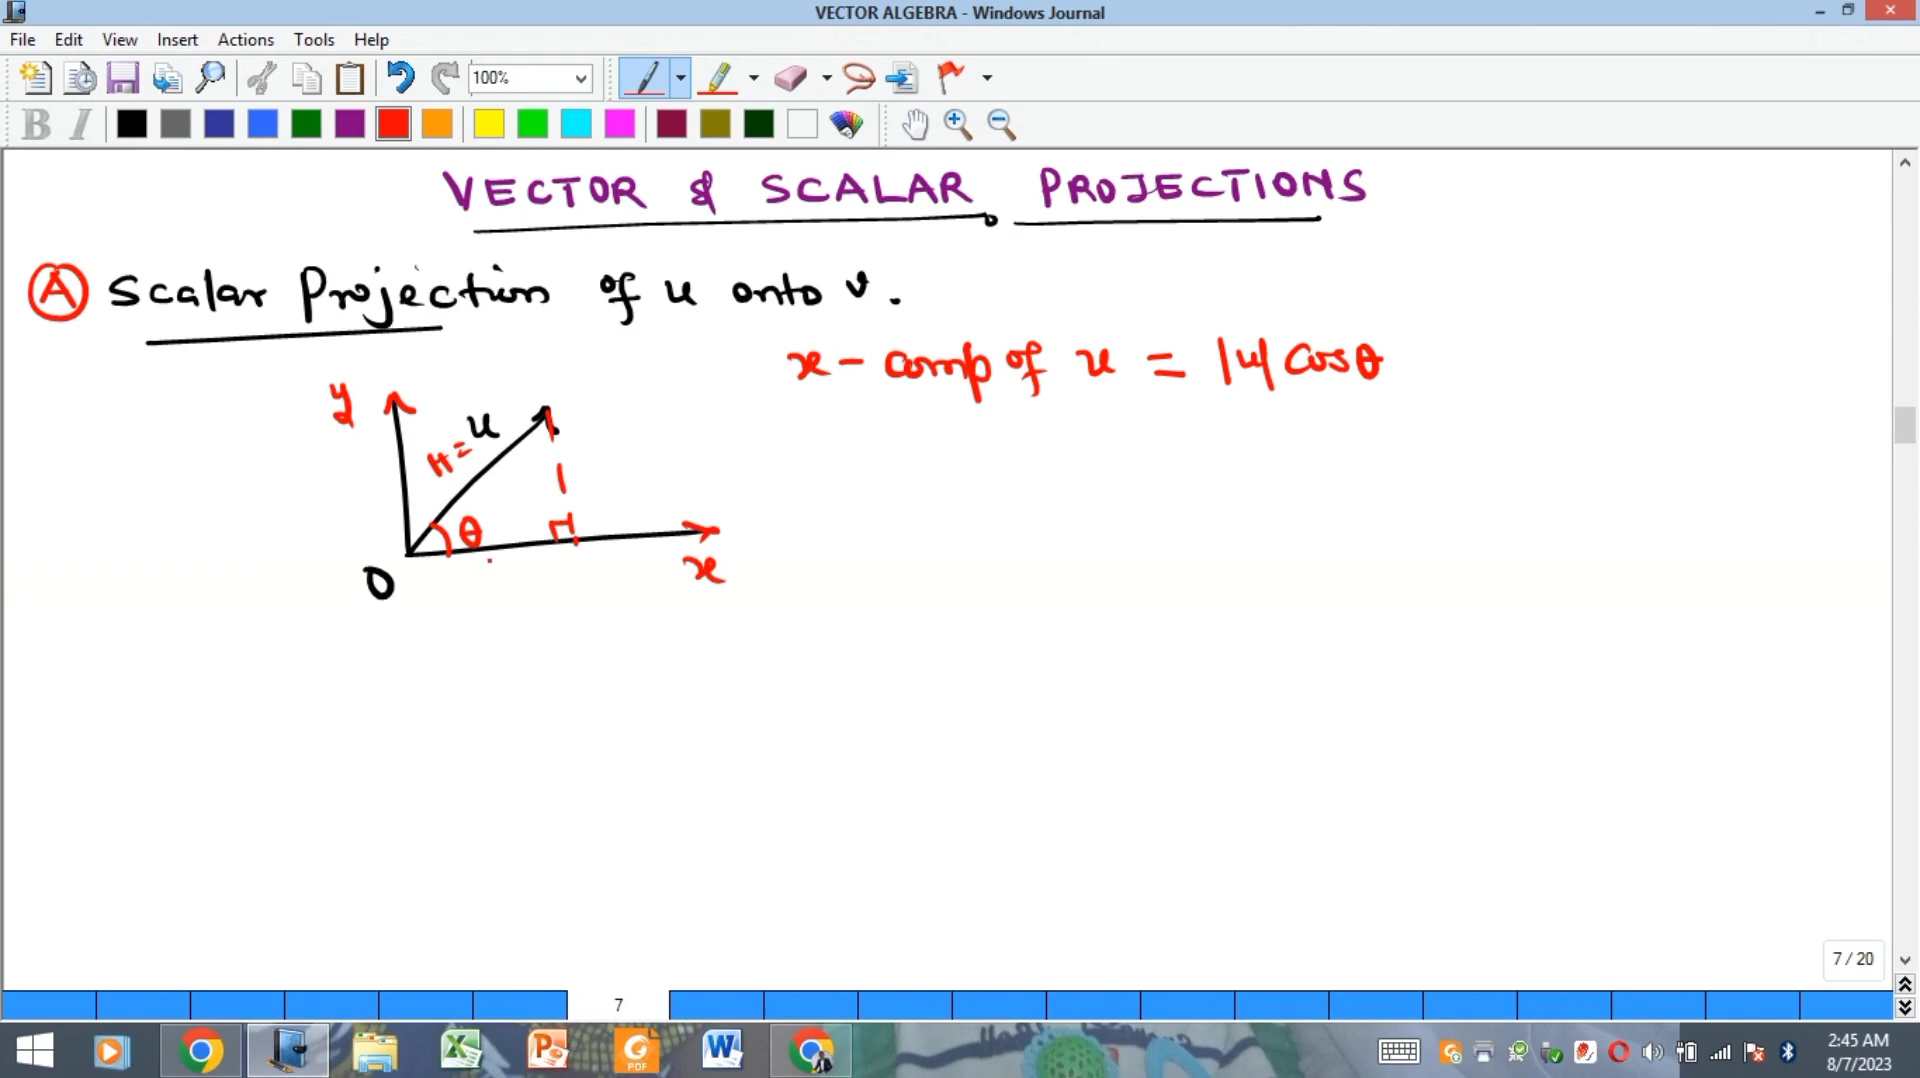 VECTOR ALGEBRA - Windows Journal
File Edit View Insert Actions Tools Help
100%
B I
VECTOR & SCALAR PROJECTIONS
A Scalar Projection of u onto v.
x-comp of u = |u| cosθ
y
H = u
θ
x
O
7 / 20
7
PDF
2:45 AM
8/7/2023